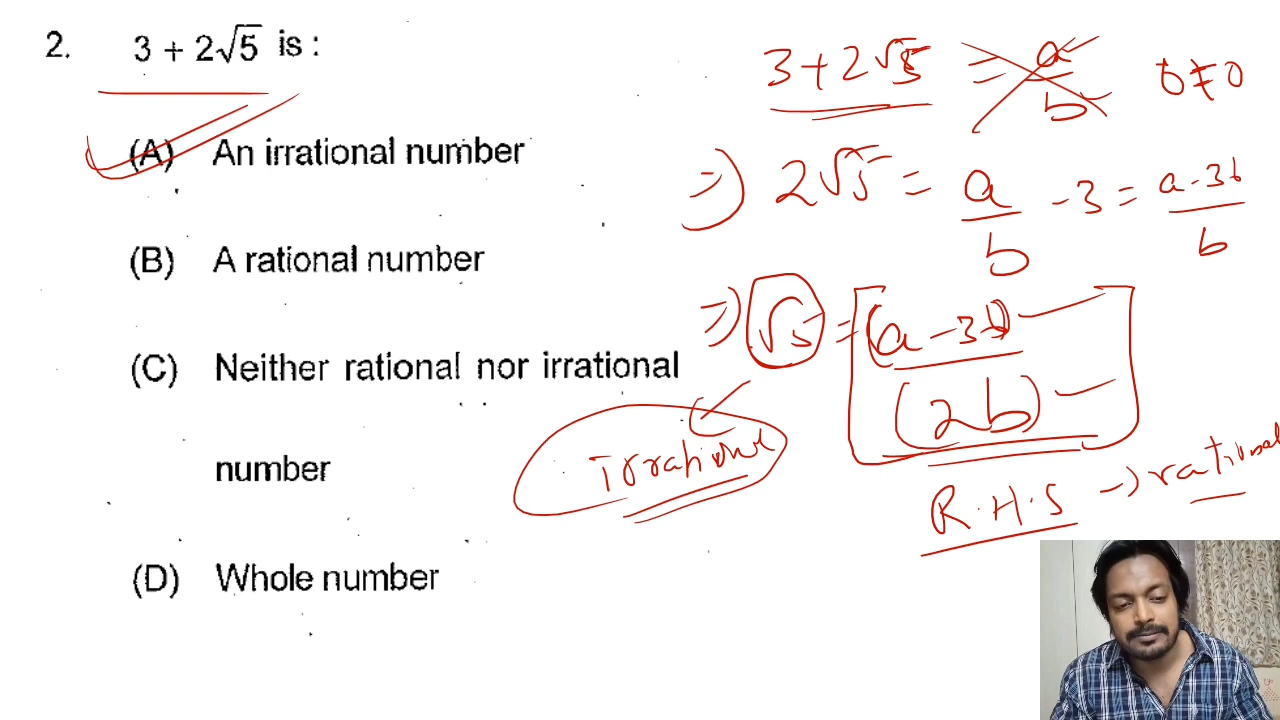 2. 3 + 2√5 is :
(A) An irrational number
(B) A rational number
(C) Neither rational nor irrational
number
(D) Whole number
3+2√5 = a/b b≠0
=) 2√5 = a/b -3 = a-3b/b
=) √5 = (a-3b)/(2b)
irrational
R.H.S → rational